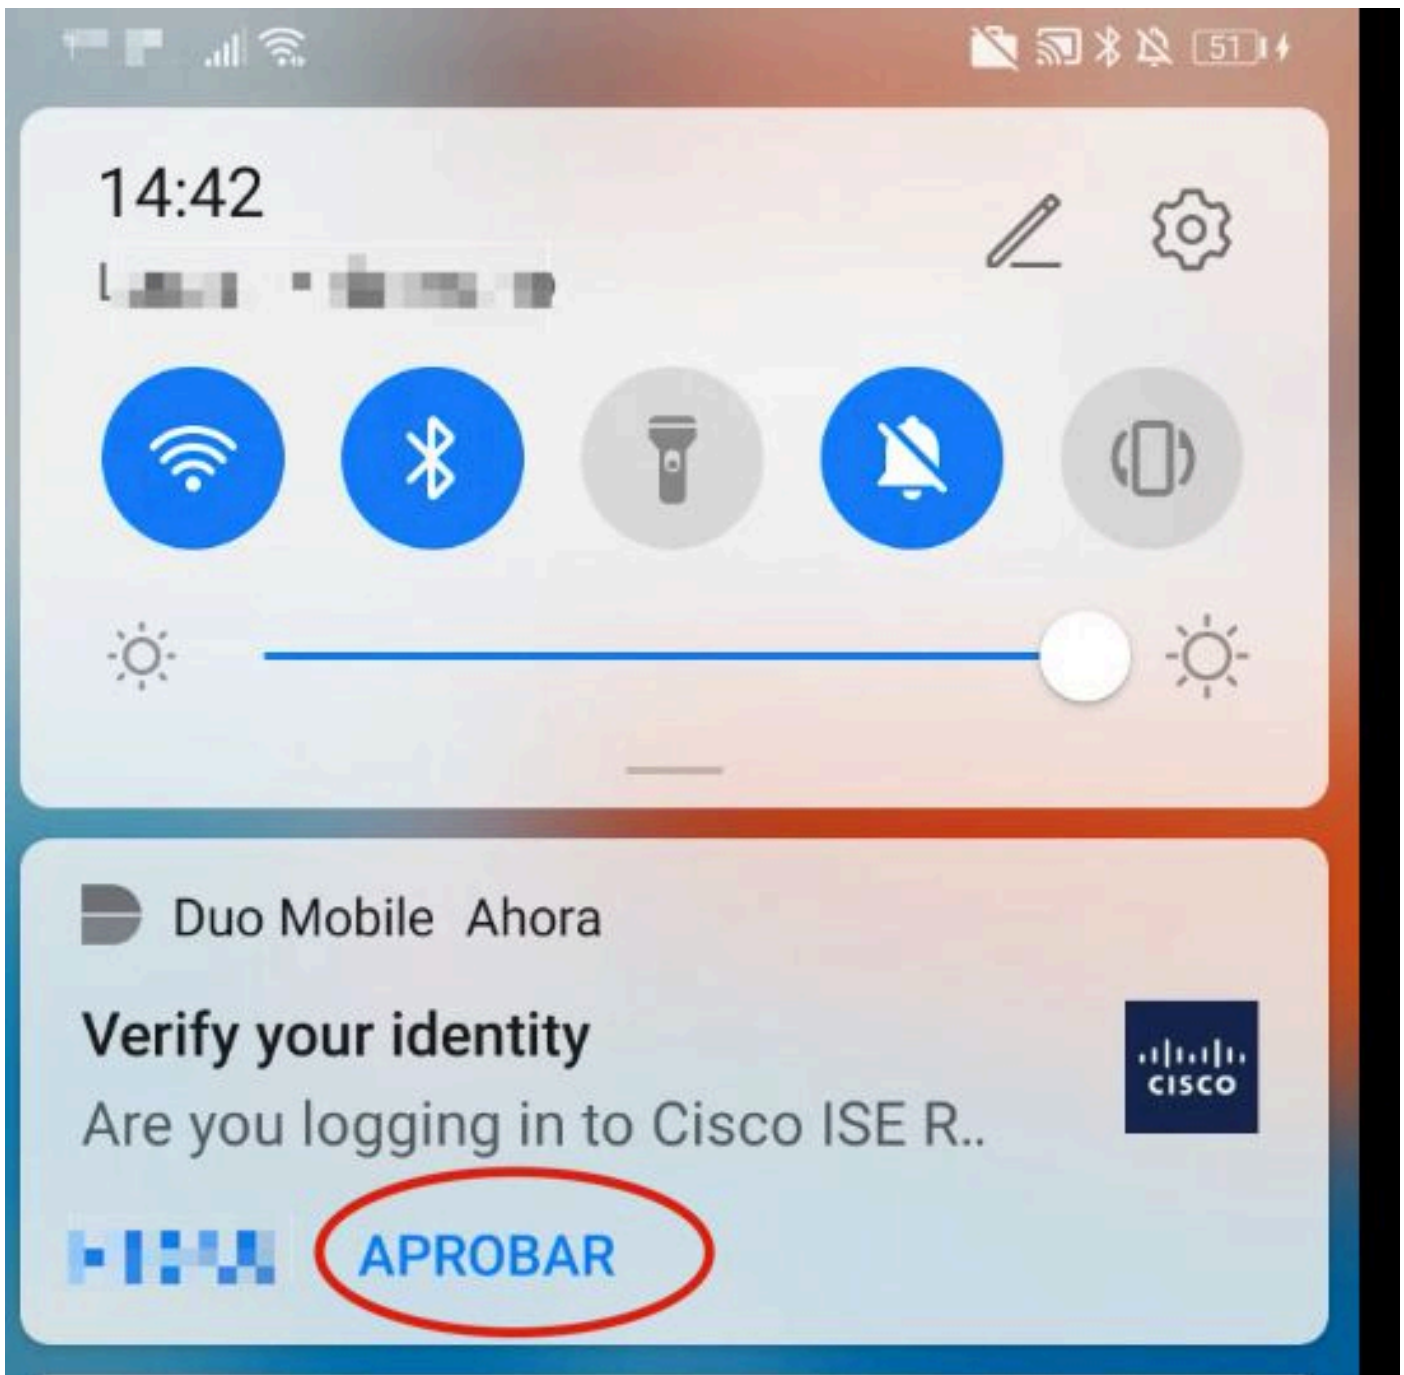 51
14:42
Duo Mobile Ahora
Verify your identity
Are you logging in to Cisco ISE R..
CISCO
APROBAR